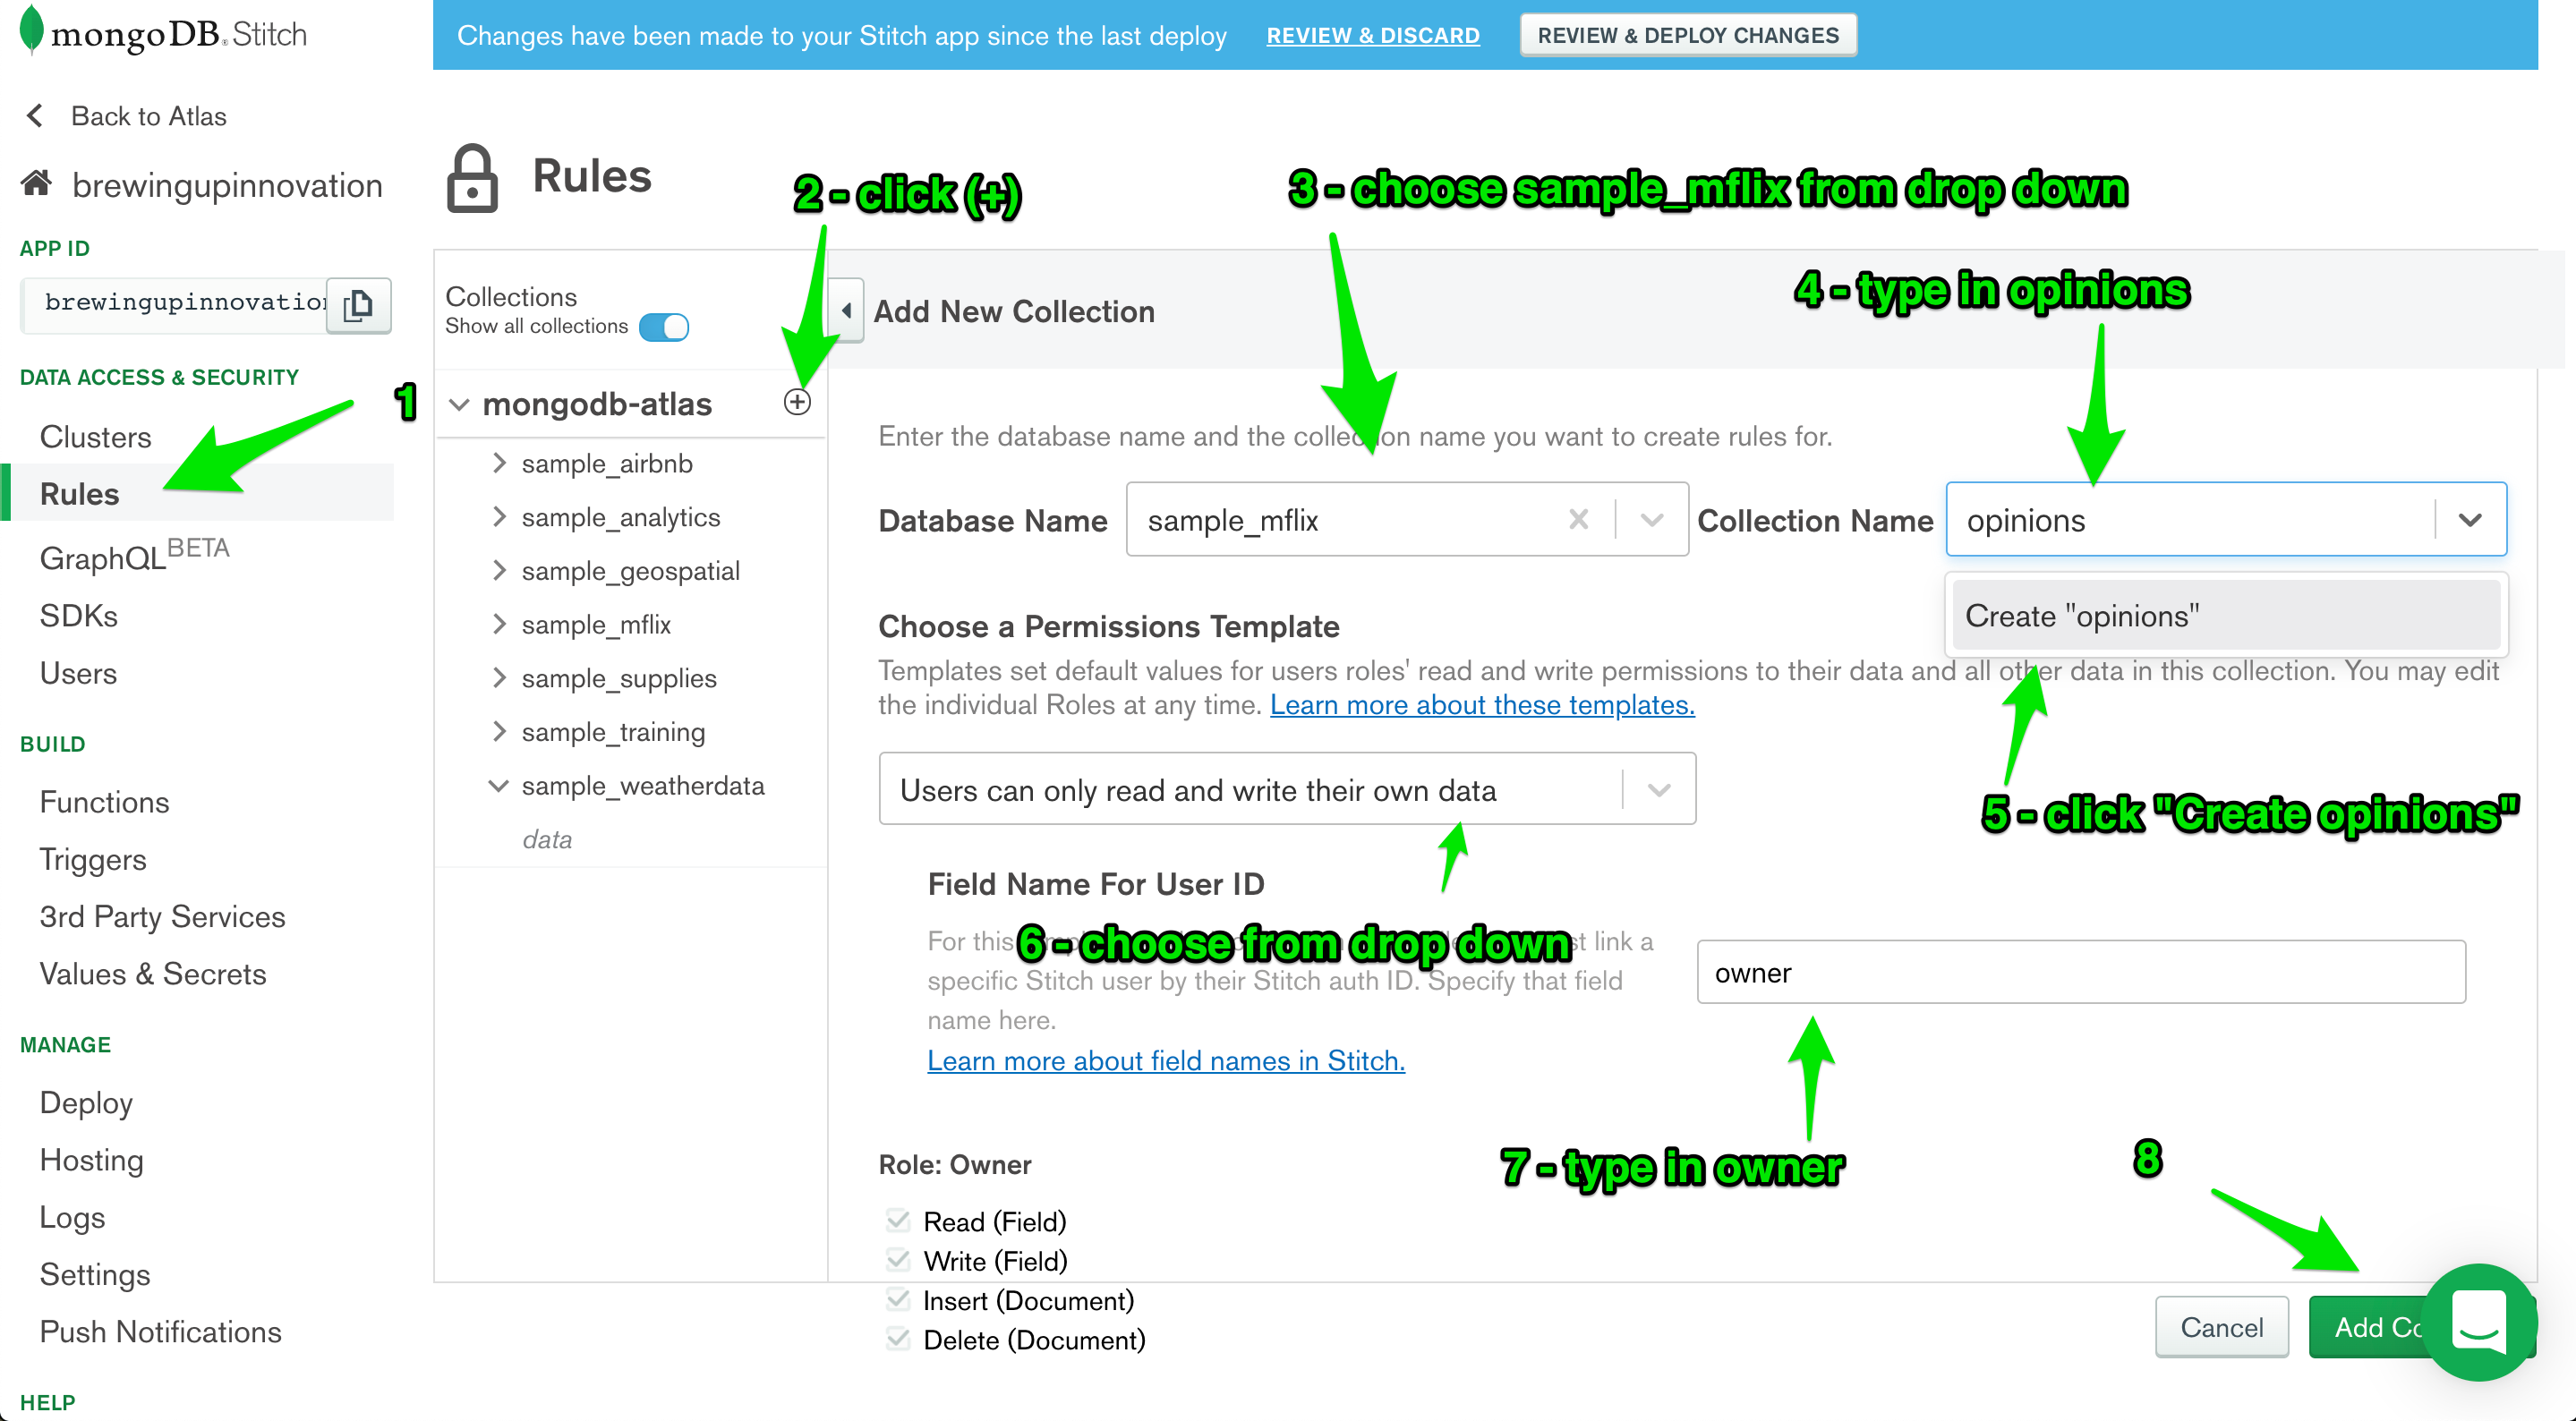 mongoDB. Stitch
Changes have been made to your Stitch app since the last deploy
REVIEW & DISCARD
REVIEW & DEPLOY CHANGES
Back to Atlas
brewingupinnovation
APP ID
brewingupinnovation
DATA ACCESS & SECURITY
Clusters
Rules
GraphQL BETA
SDKs
Users
BUILD
Functions
Triggers
3rd Party Services
Values & Secrets
MANAGE
Deploy
Hosting
Logs
Settings
Push Notifications
HELP
1
Rules
2 - click (+)
3 - choose sample_mflix from drop down
4 - type in opinions
Collections
Show all collections
mongodb-atlas
sample_airbnb
sample_analytics
sample_geospatial
sample_mflix
sample_supplies
sample_training
sample_weatherdata
data
Add New Collection
Enter the database name and the collection name you want to create rules for.
Database Name
sample_mflix
Collection Name
opinions
Create "opinions"
Choose a Permissions Template
Templates set default values for users roles' read and write permissions to their data and all other data in this collection. You may edit
the individual Roles at any time. Learn more about these templates.
Users can only read and write their own data
5 - click "Create opinions"
Field Name For User ID
6 - choose from drop down
For this
link a
specific Stitch user by their Stitch auth ID. Specify that field
name here.
owner
Learn more about field names in Stitch.
7 - type in owner
8
Role: Owner
Read (Field)
Write (Field)
Insert (Document)
Delete (Document)
Cancel
Add